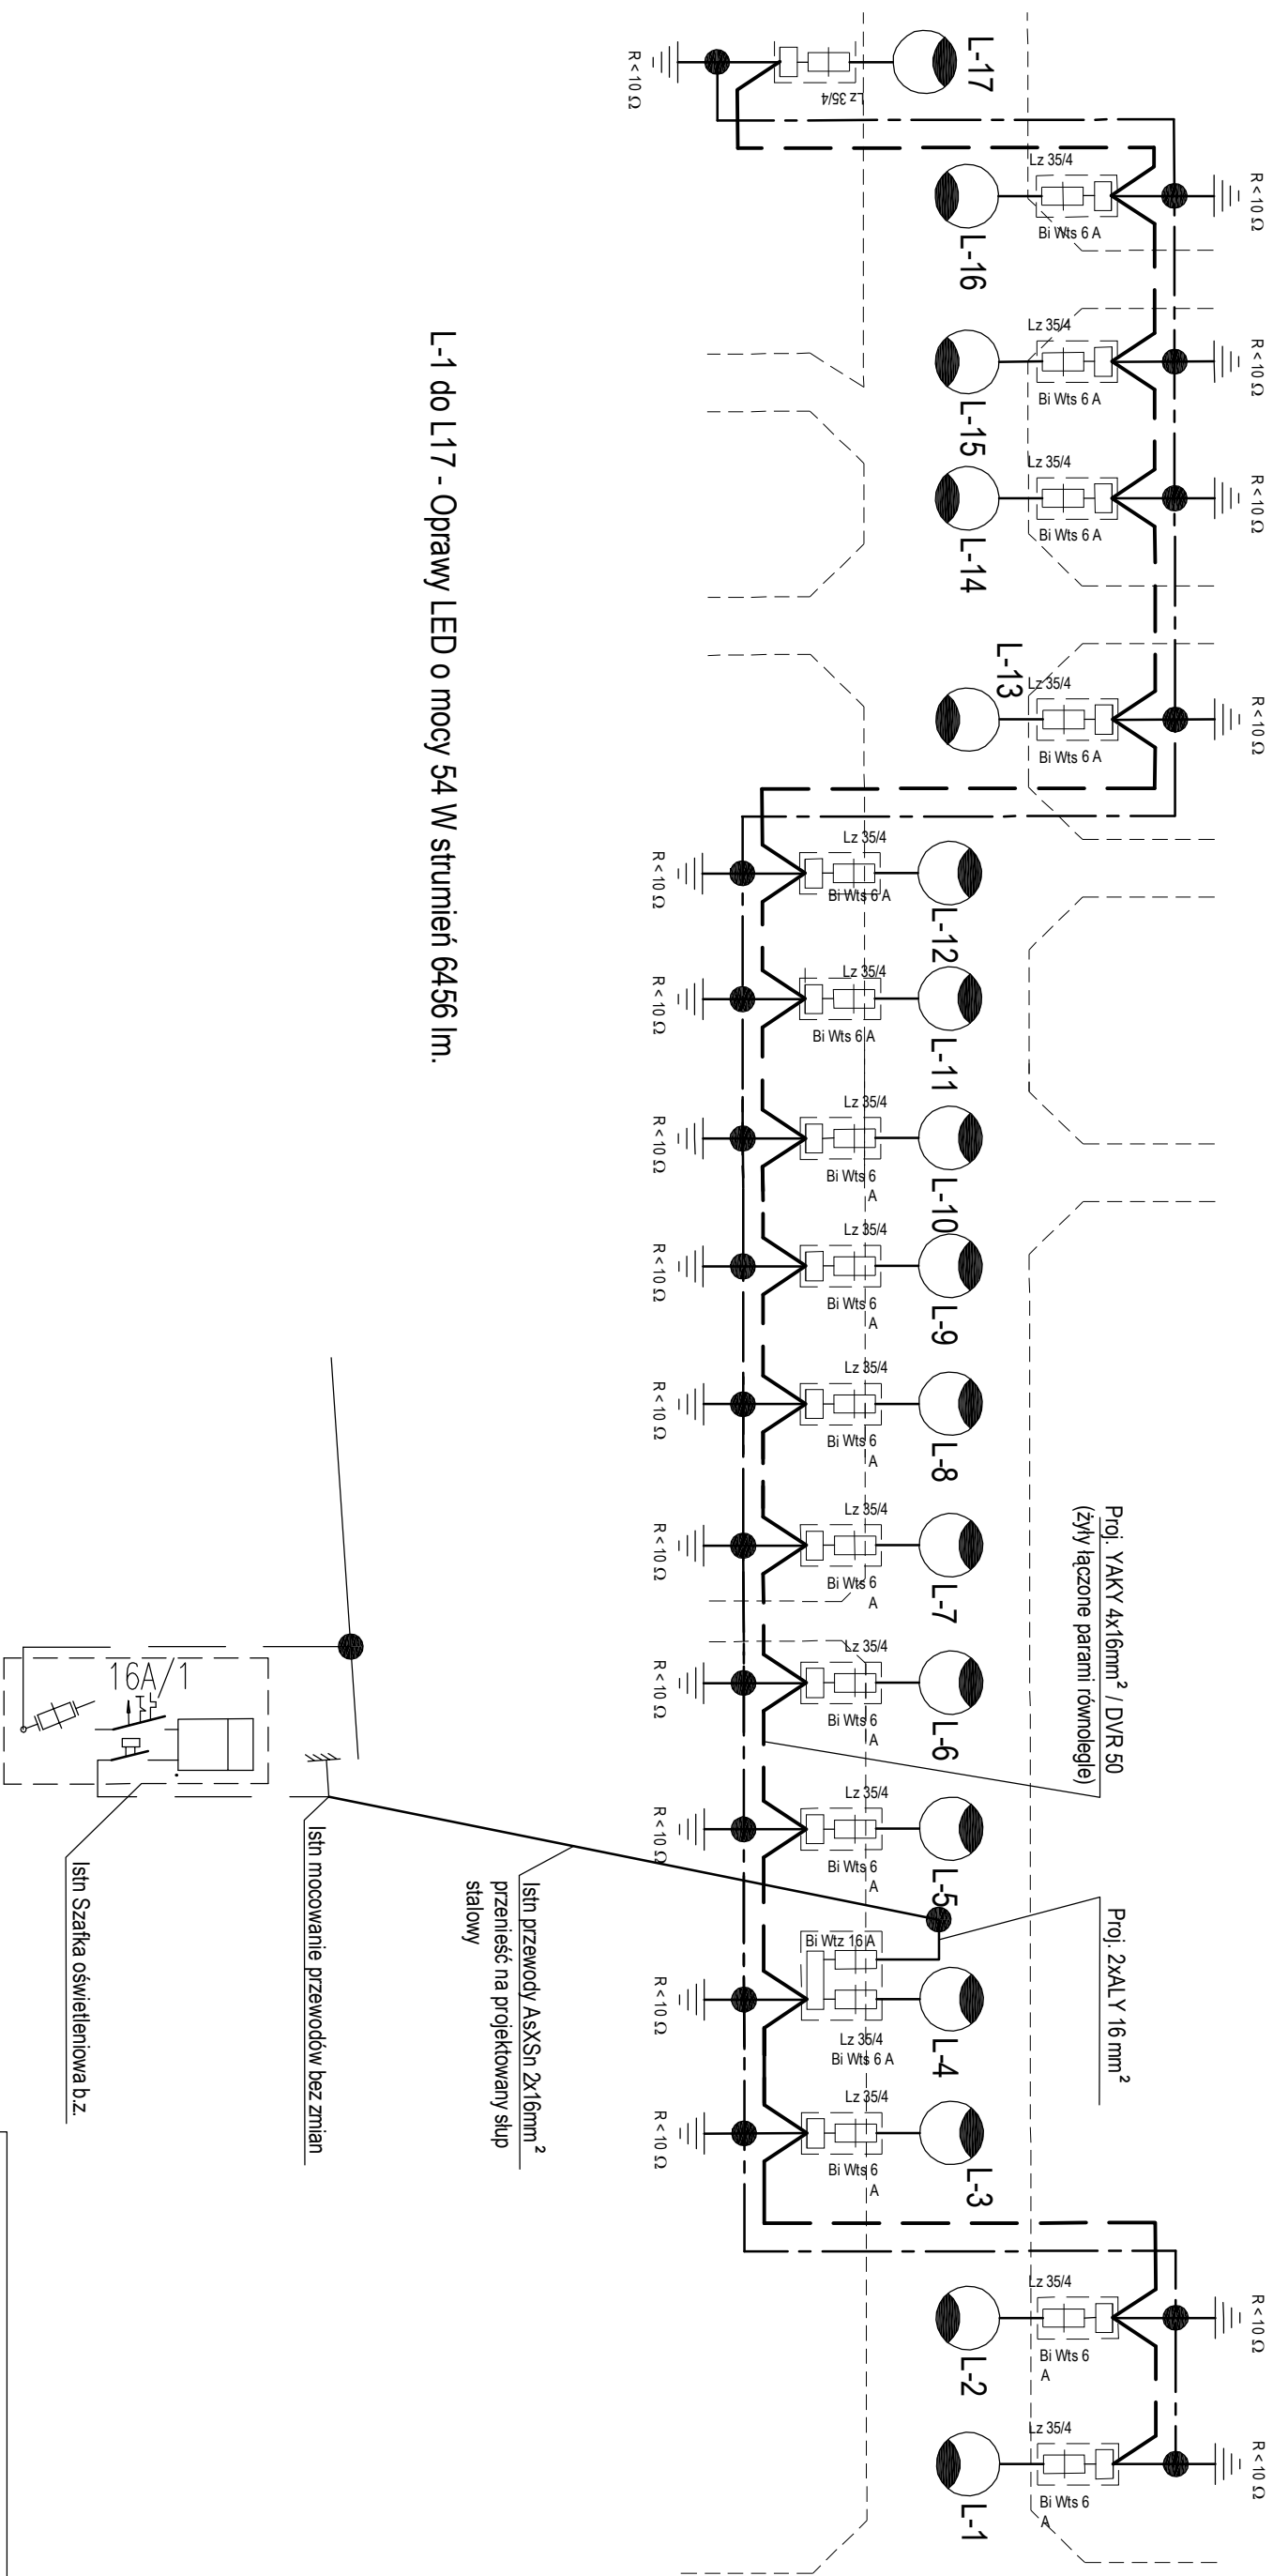 L-17
Lz 35/4
R < 10 Ω
R < 10 Ω
Lz 35/4
Bi Wts 6 A
L-16
R < 10 Ω
Lz 35/4
Bi Wts 6 A
L-15
R < 10 Ω
Lz 35/4
Bi Wts 6 A
L-14
R < 10 Ω
Lz 35/4
Bi Wts 6 A
L-13
Lz 35/4
Bi Wts 6 A
L-12
R < 10 Ω
Lz 35/4
Bi Wts 6 A
L-11
R < 10 Ω
Lz 35/4
Bi Wts 6
A
L-10
R < 10 Ω
Lz 35/4
Bi Wts 6
A
L-9
R < 10 Ω
Lz 35/4
Bi Wts 6
A
L-8
R < 10 Ω
Lz 35/4
Bi Wts 6
A
L-7
R < 10 Ω
Lz 35/4
Bi Wts 6
A
L-6
R < 10 Ω
Lz 35/4
Bi Wts 6
A
L-5
R < 10 Ω
Bi Wtz 16 A
Lz 35/4
Bi Wts 6 A
L-4
R < 10 Ω
Lz 35/4
Bi Wts 6
A
L-3
R < 10 Ω
R < 10 Ω
Lz 35/4
Bi Wts 6
A
L-2
R < 10 Ω
Lz 35/4
Bi Wts 6
A
L-1
Proj. YAKY 4x16mm² / DVR 50
(żyły łączone parami równolegle)
Proj. 2xALY 16 mm²
L-1 do L17 - Oprawy LED o mocy 54 W strumień 6456 lm.
Istn przewody AsXSn 2x16mm²
przenieść na projektowany słup
stalowy
Istn mocowanie przewodów bez zmian
16A/1
Istn Szafka oświetleniowa b.z.